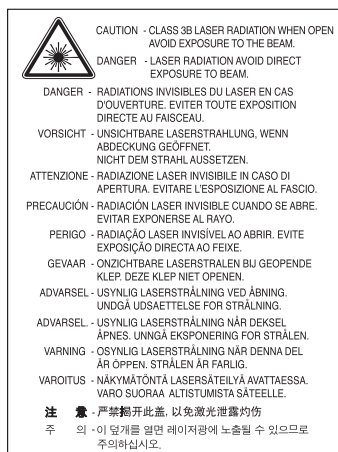 CAUTION - CLASS 3B LASER RADIATION WHEN OPEN
AVOID EXPOSURE TO THE BEAM.
DANGER - LASER RADIATION AVOID DIRECT
EXPOSURE TO BEAM.
DANGER - RADIATIONS INVISIBLES DU LASER EN CAS
D'OUVERTURE. EVITER TOUTE EXPOSITION
DIRECTE AU FAISCEAU.
VORSICHT - UNSICHTBARE LASERSTRAHLUNG, WENN
ABDECKUNG GEÖFFNET.
NICHT DEM STRAHL AUSSETZEN.
ATTENZIONE - RADIAZIONE LASER INVISIBILE IN CASO DI
APERTURA. EVITARE L'ESPOSIZIONE AL FASCIO.
PRECAUCIÓN - RADIACIÓN LASER INVISIBLE CUANDO SE ABRE.
EVITAR EXPONERSE AL RAYO.
PERIGO - RADIAÇÃO LASER INVISÍVEL AO ABRIR. EVITE
EXPOSIÇÃO DIRECTA AO FEIXE.
GEVAAR - ONZICHTBARE LASERSTRALEN BIJ GEOPENDE
KLEP. DEZE KLEP NIET OPENEN.
ADVARSEL - USYNLIG LASERSTRÅLNING VED ÅBNING.
UNDGÅ UDSAETTELSE FOR STRÅLNING.
ADVARSEL. - USYNLIG LASERSTRÅLNING NÅR DEKSEL
ÅPNES. UNNGÅ EKSPONERING FOR STRÅLEN.
VARNING - OSYNLIG LASERSTRÅLNING NÄR DENNA DEL
ÄR ÖPPEN. STRÅLEN ÄR FARLIG.
VAROITUS - NÄKYMÄTÖNTÄ LASERSÄTEILYÄ AVATTAESSA.
VARO SUORAA ALTISTUMISTA SÄTEELLE.
注 意 - 严禁揭开此盖, 以免激光泄露灼伤
주 의 - 이 덮개를 열면 레이저광에 노출될 수 있으므로
주의하십시오.